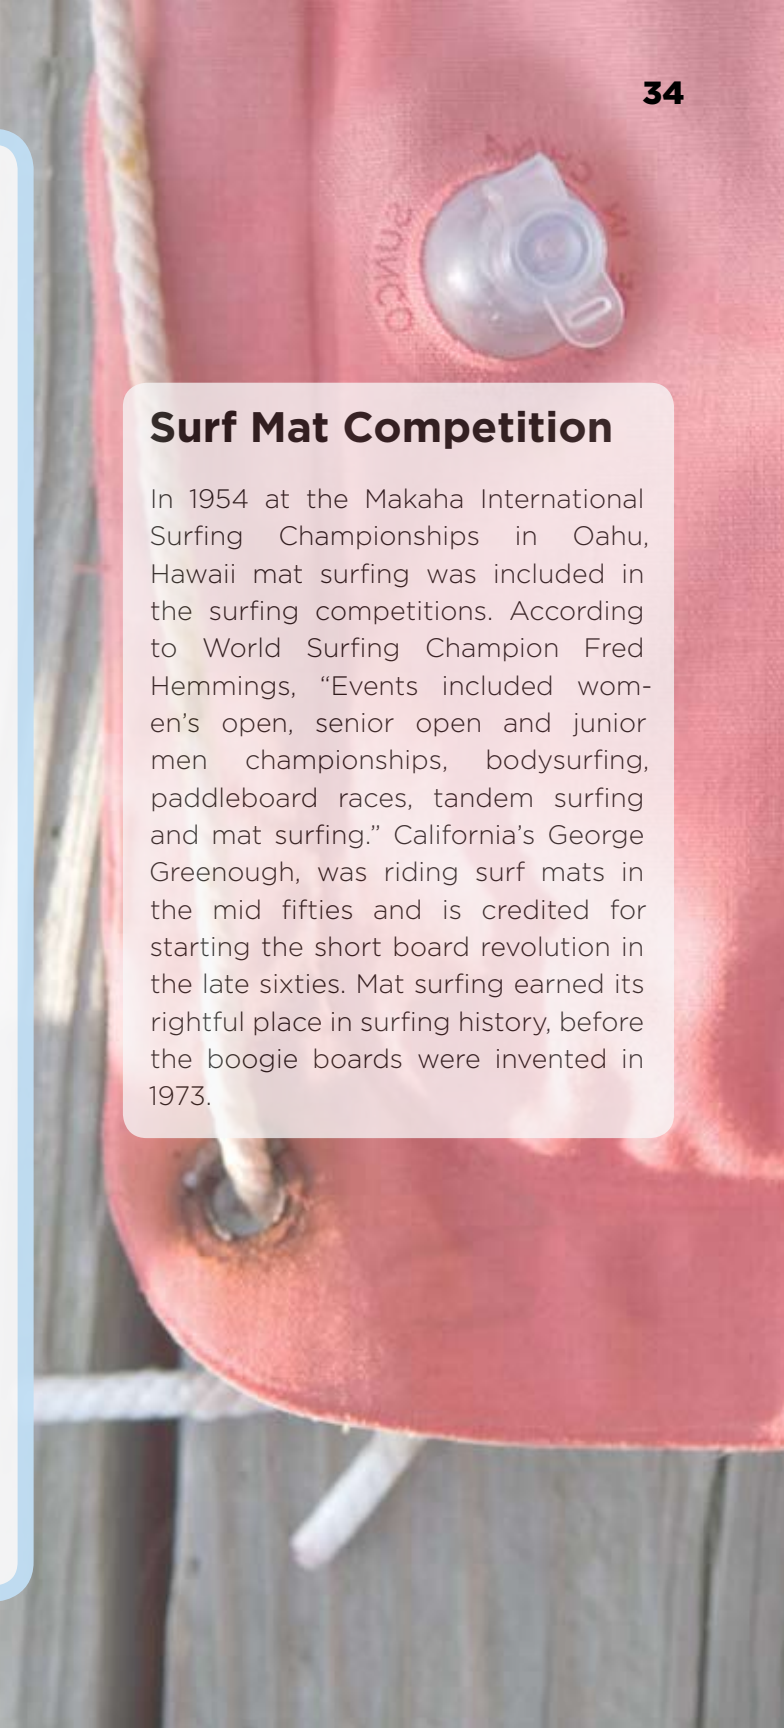 34
SUNCO
Surf Mat Competition
In 1954 at the Makaha International
Surfing Championships in Oahu,
Hawaii mat surfing was included in
the surfing competitions. According
to World Surfing Champion Fred
Hemmings, “Events included wom-
en’s open, senior open and junior
men championships, bodysurfing,
paddleboard races, tandem surfing
and mat surfing.” California’s George
Greenough, was riding surf mats in
the mid fifties and is credited for
starting the short board revolution in
the late sixties. Mat surfing earned its
rightful place in surfing history, before
the boogie boards were invented in
1973.